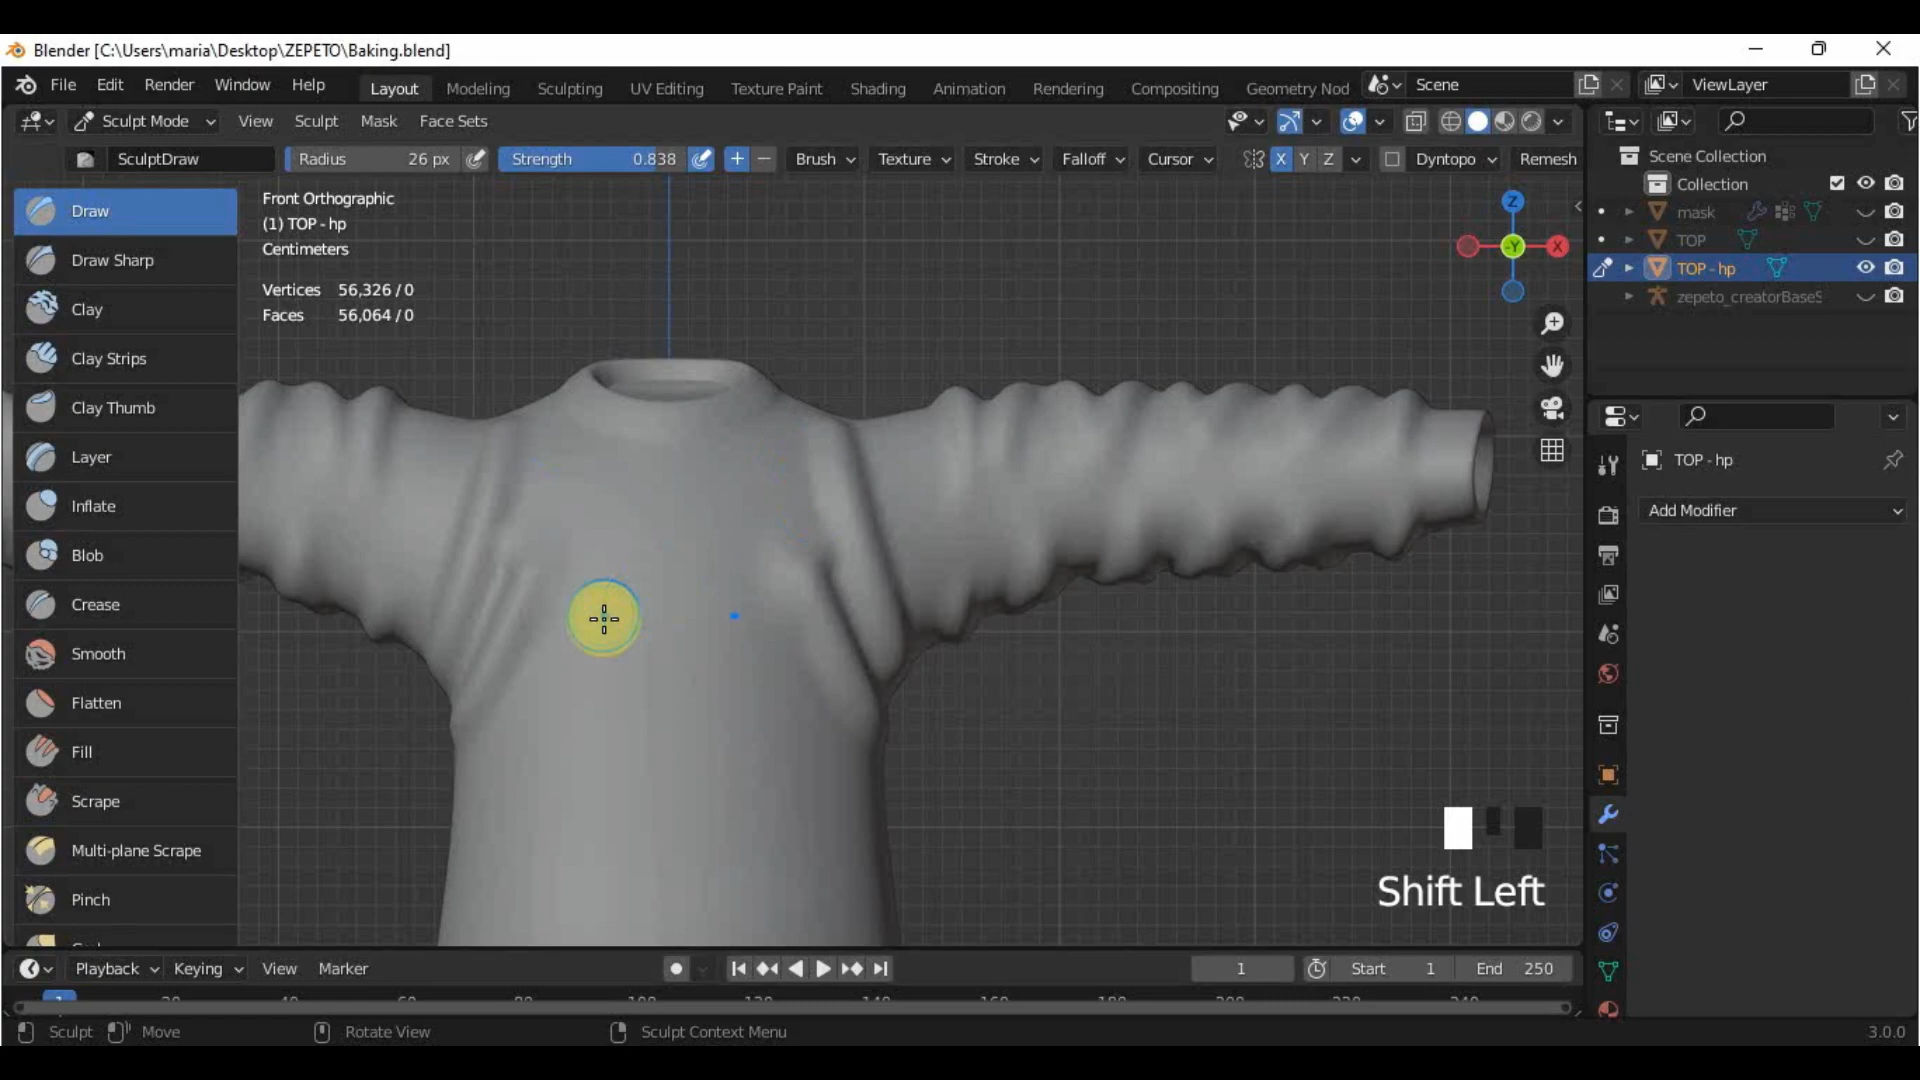 Blender [C:\Users\maria\Desktop\ZEPETO\Baking.blend]
File Edit Render Window Help Layout Modeling Sculpting UV Editing Texture Paint Shading Animation Rendering Compositing Geometry Nod Scene ViewLayer
Sculpt Mode View Sculpt Mask Face Sets
SculptDraw Radius 26 px Strength 0.838 Brush Texture Stroke Falloff Cursor X Y Z Dyntopo Remesh
Scene Collection
Collection
mask
TOP
TOP - hp
zepeto_creatorBaseS
TOP - hp
Add Modifier
Draw
Draw Sharp
Clay
Clay Strips
Clay Thumb
Layer
Inflate
Blob
Crease
Smooth
Flatten
Fill
Scrape
Multi-plane Scrape
Pinch
Front Orthographic
(1) TOP - hp
Centimeters
Vertices 56,326 / 0
Faces 56,064 / 0
Z
-Y X
Shift Left
Playback Keying View Marker 1 Start 1 End 250
1
Sculpt Move Rotate View Sculpt Context Menu 3.0.0